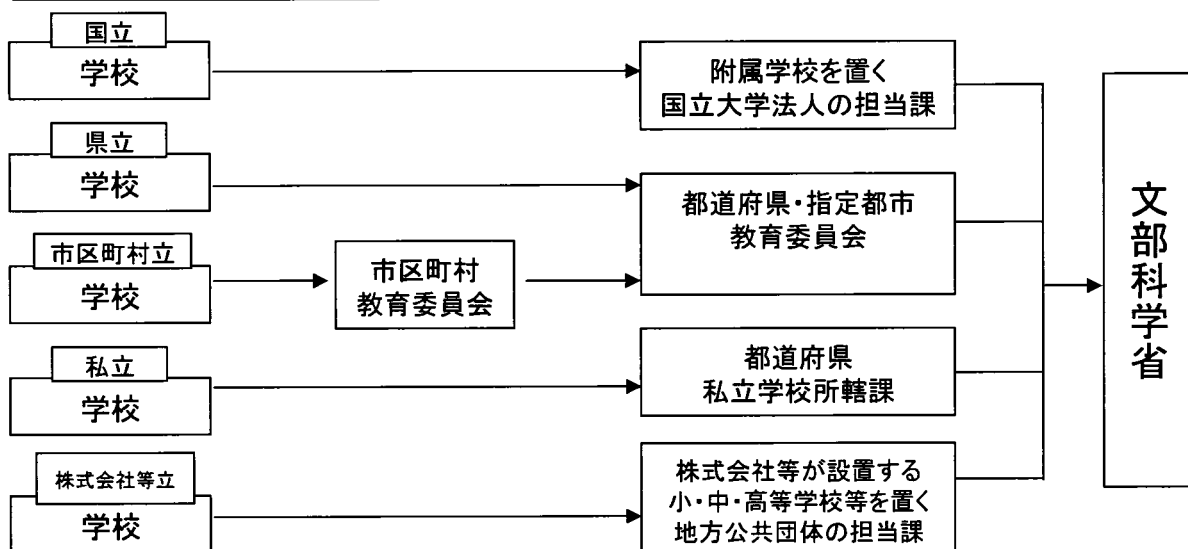 国立
学校
附属学校を置く
国立大学法人の担当課
県立
学校
都道府県・指定都市
教育委員会
市区町村立
学校
市区町村
教育委員会
私立
学校
都道府県
私立学校所轄課
株式会社等立
学校
株式会社等が設置する
小・中・高等学校等を置く
地方公共団体の担当課
文部科学省